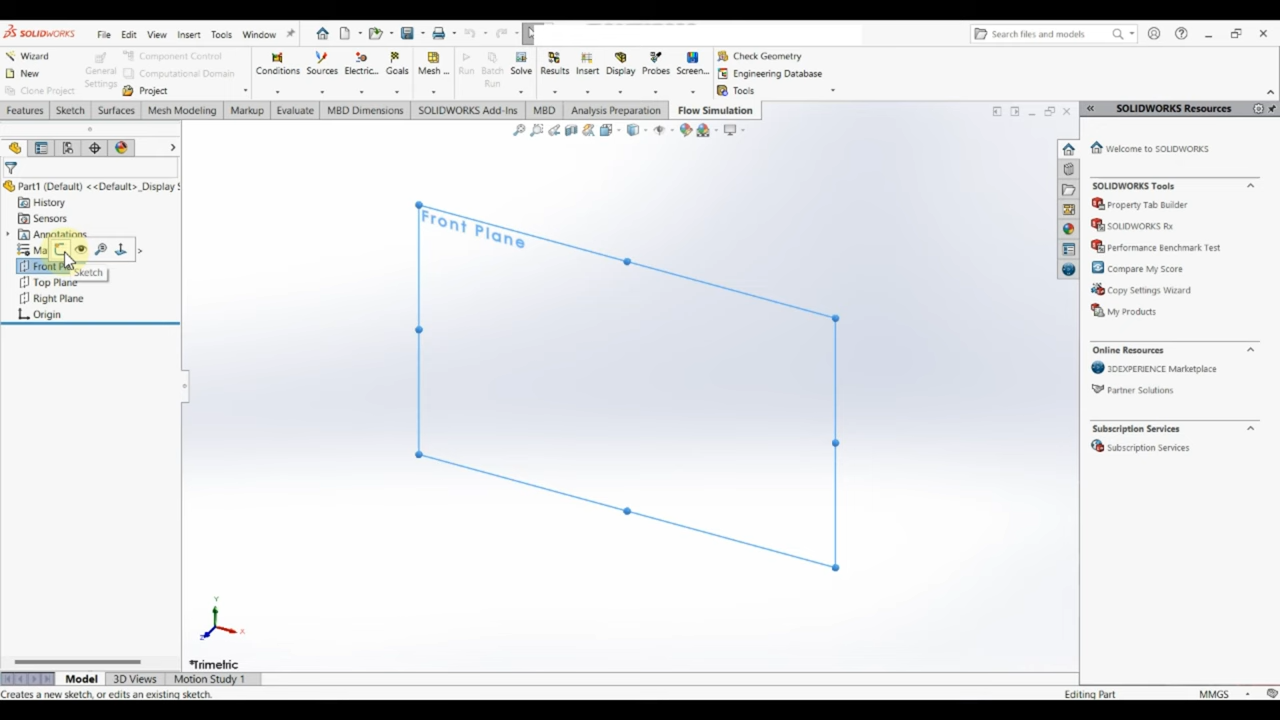 SOLIDWORKS File Edit View Insert Tools Window Search files and models
Wizard
New
Clone Project
General Settings
Component Control
Computational Domain
Project
Conditions Sources Electric... Goals Mesh ... Run Batch Run Solve Results Insert Display Probes Screen...
Check Geometry
Engineering Database
Tools
Features Sketch Surfaces Mesh Modeling Markup Evaluate MBD Dimensions SOLIDWORKS Add-Ins MBD Analysis Preparation Flow Simulation
Part1 (Default) <<Default>_Display S
History
Sensors
Annotations
Ma
Front Pla
Sketch
Top Plane
Right Plane
Origin
Front Plane
Y
X
Z
*Trimetric
SOLIDWORKS Resources
Welcome to SOLIDWORKS
SOLIDWORKS Tools
Property Tab Builder
SOLIDWORKS Rx
Performance Benchmark Test
Compare My Score
Copy Settings Wizard
My Products
Online Resources
3DEXPERIENCE Marketplace
Partner Solutions
Subscription Services
Subscription Services
Model 3D Views Motion Study 1
Creates a new sketch, or edits an existing sketch. Editing Part MMGS